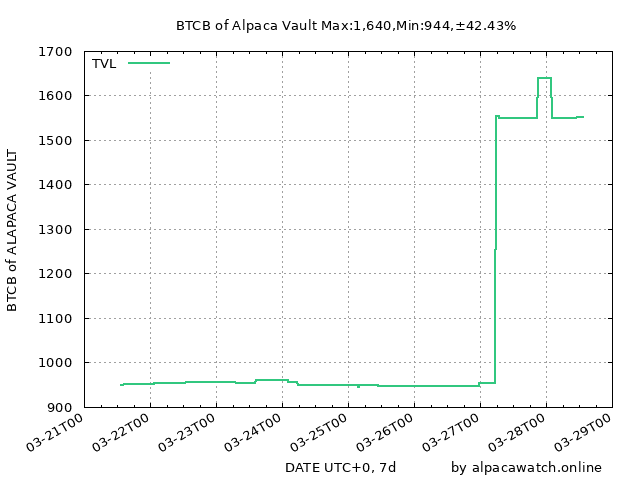 BTCB of Alpaca Vault Max:1,640,Min:944,±42.43%
TVL
BTCB of ALAPACA VAULT
1700
1600
1500
1400
1300
1200
1100
1000
900
03-21T00
03-22T00
03-23T00
03-24T00
03-25T00
03-26T00
03-27T00
03-28T00
03-29T00
DATE UTC+0, 7d
by alpacawatch.online